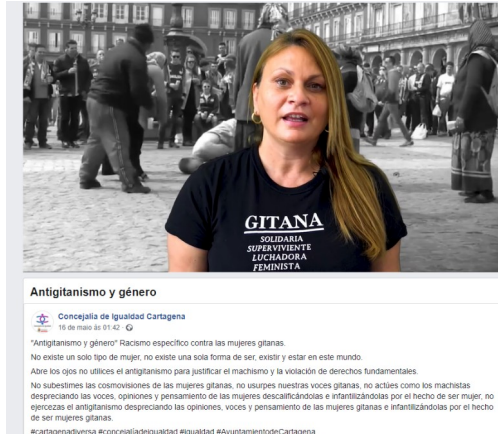 GITANA
SOLIDARIA
SUPERVIVIENTE
LUCHADORA
FEMINISTA
Antigitanismo y género
Concejalía de Igualdad Cartagena
16 de maio ás 01:42 ·
"Antigitanismo y género" Racismo específico contra las mujeres gitanas.
No existe un solo tipo de mujer, no existe una sola forma de ser, existir y estar en este mundo.
Abre los ojos no utilices el antigitanismo para justificar el machismo y la violación de derechos fundamentales.
No subestimes las cosmovisiones de las mujeres gitanas, no usurpes nuestras voces gitanas, no actúes como los machistas
despreciando las voces, opiniones y pensamiento de las mujeres descalificándolas e infantilizándolas por el hecho de ser mujer, no
ejercezas el antigitanismo despreciando las opiniones, voces y pensamiento de las mujeres gitanas e infantilizándolas por el hecho
de ser mujeres gitanas.
#cartagenadiversa #concejalíadeigualdad #igualdad #AyuntamientodeCartagena